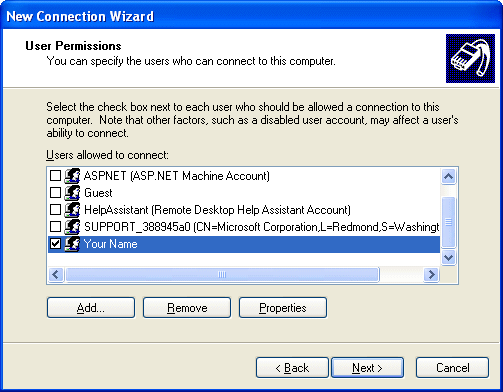 New Connection Wizard
User Permissions
You can specify the users who can connect to this computer.
Select the check box next to each user who should be allowed a connection to this
computer. Note that other factors, such as a disabled user account, may affect a user's
ability to connect.
Users allowed to connect:
ASPNET (ASP.NET Machine Account)
Guest
HelpAssistant (Remote Desktop Help Assistant Account)
SUPPORT_388945a0 (CN=Microsoft Corporation,L=Redmond,S=Washingt
Your Name
Add...
Remove
Properties
< Back
Next >
Cancel